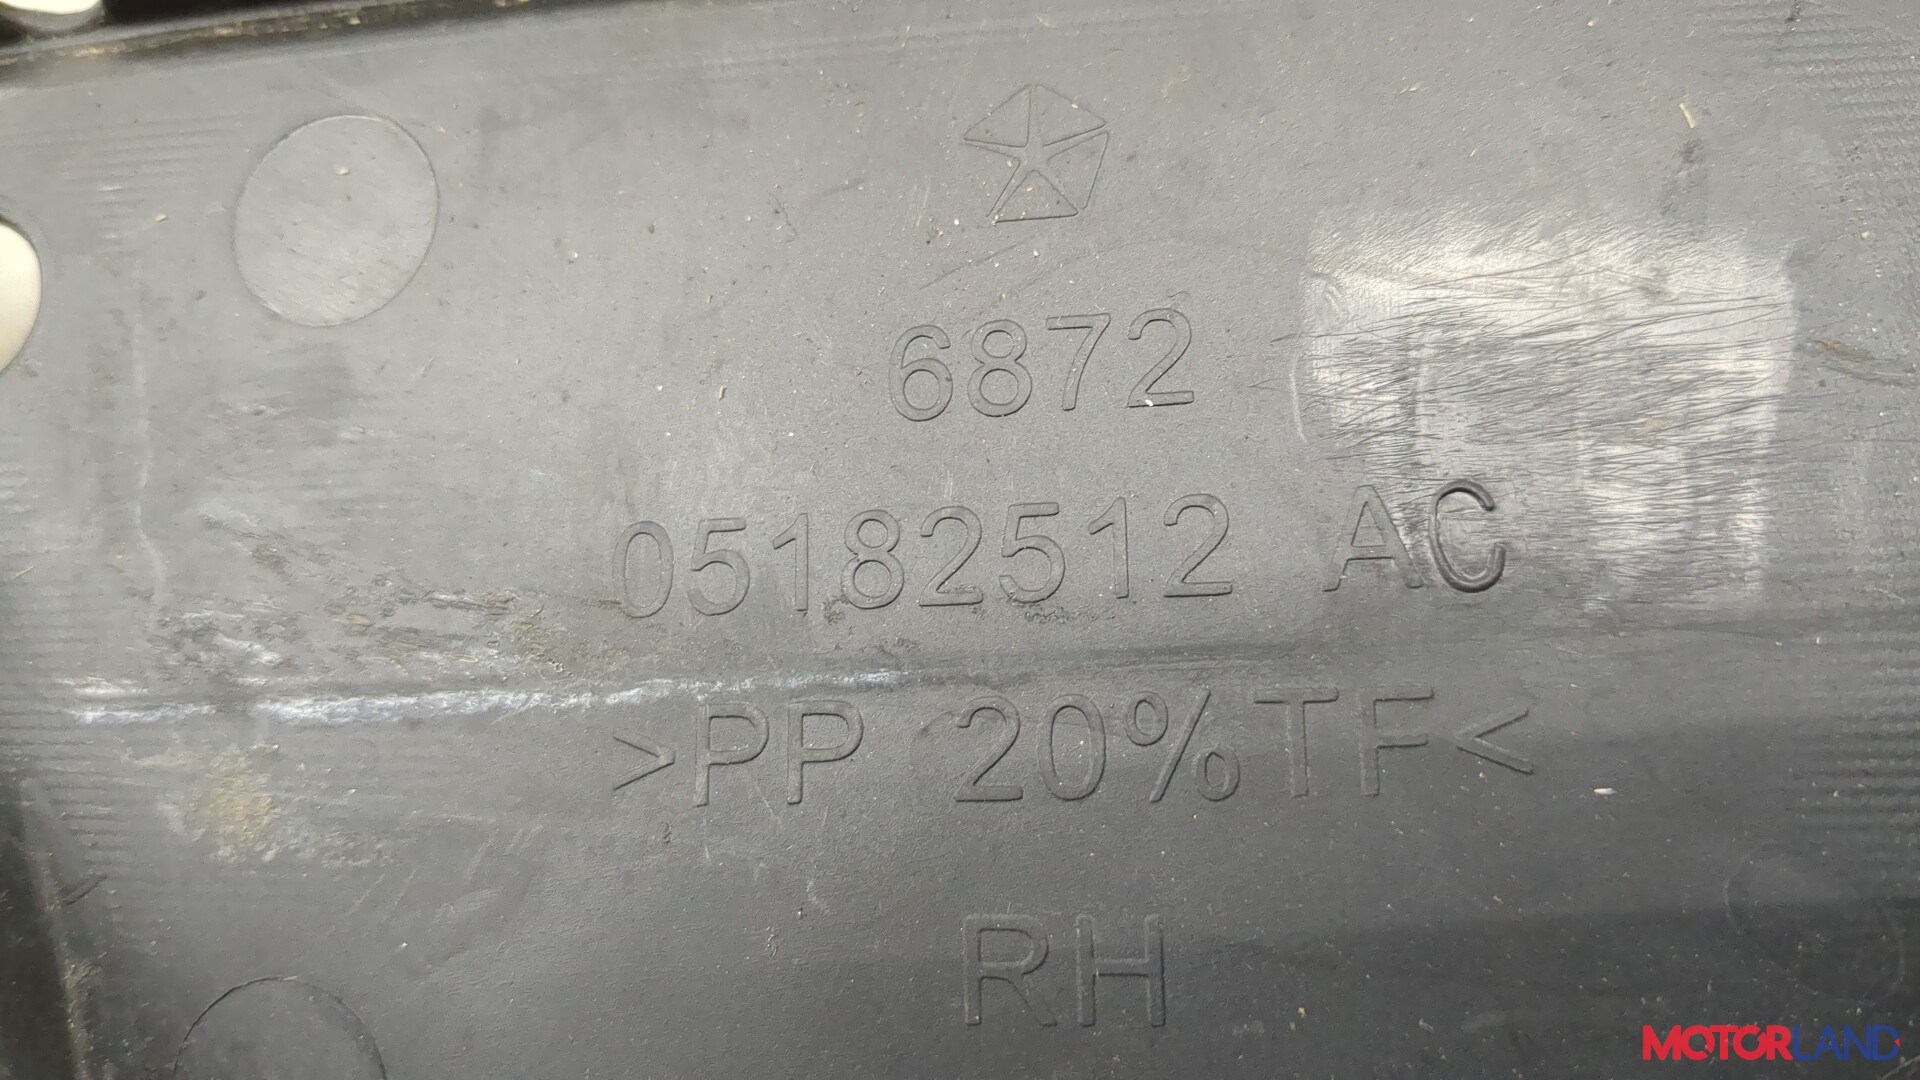 6872
05182512 AC
>PP 20%TF<
RH
MOTORLAND